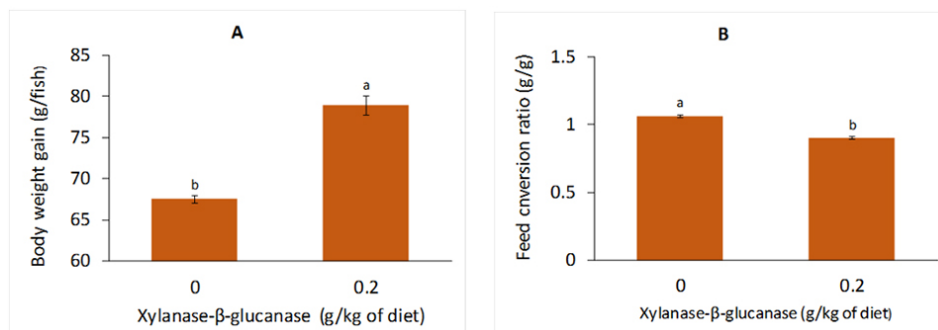 A
Body weight gain (g/fish)
85
80
75
70
65
60
b
a
0
0.2
Xylanase-β-glucanase (g/kg of diet)
B
Feed cnversion ratio (g/g)
1.5
1
0.5
0
a
b
0
0.2
Xylanase-β-glucanase (g/kg of diet)